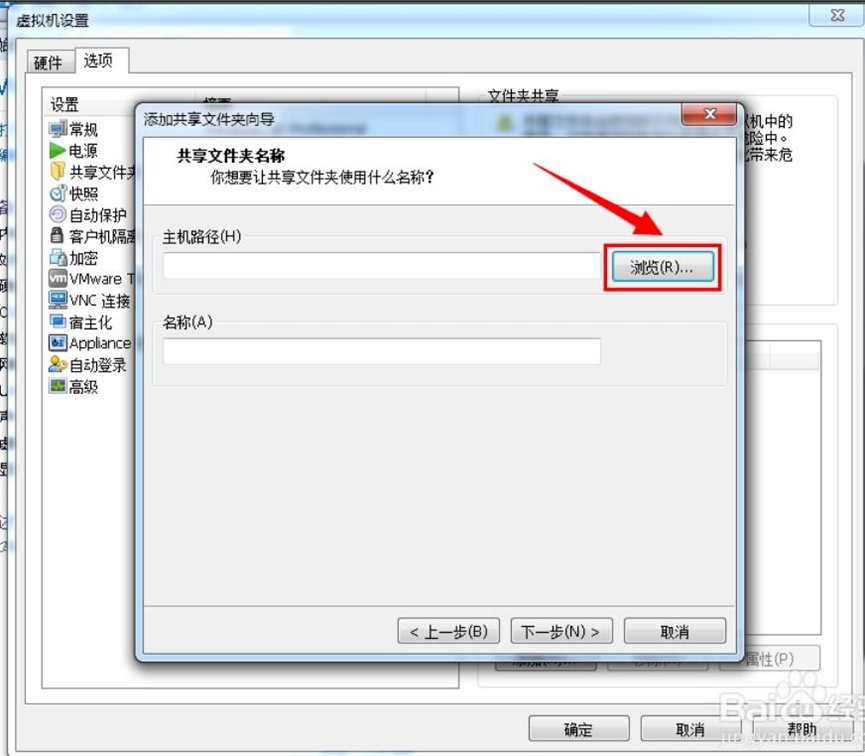 虚拟机设置
硬件
选项
设置
文件夹共享
常规
电源
共享文件夹
快照
自动保护
客户机隔离
加密
VMware T
VNC 连接
宿主化
Appliance
自动登录
高级
拟机中的
危险中。
带来危
添加共享文件夹向导
共享文件夹名称
你想要让共享文件夹使用什么名称?
主机路径(H)
浏览(R)...
名称(A)
< 上一步(B)
下一步(N) >
取消
属性(P)
确定
取消
帮助
Baidu 经验
jingyan.baidu.c